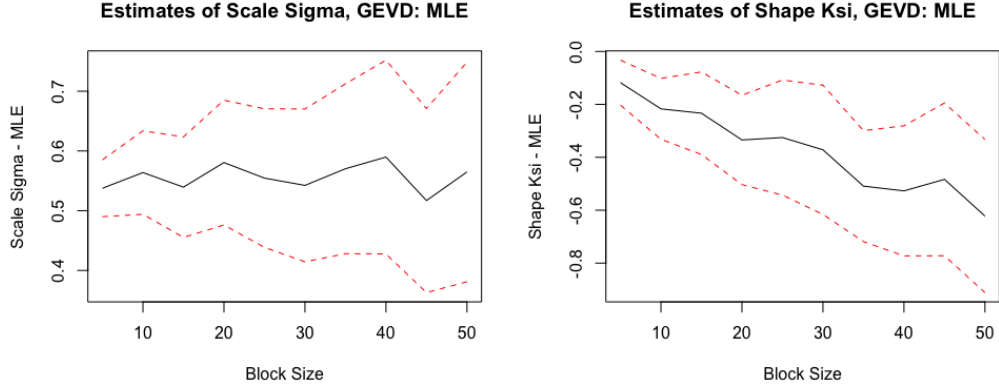 Estimates of Scale Sigma, GEVD: MLE
Scale Sigma - MLE
0.7
0.6
0.5
0.4
10 20 30 40 50
Block Size
Estimates of Shape Ksi, GEVD: MLE
Shape Ksi - MLE
0.0
-0.2
-0.4
-0.6
-0.8
10 20 30 40 50
Block Size